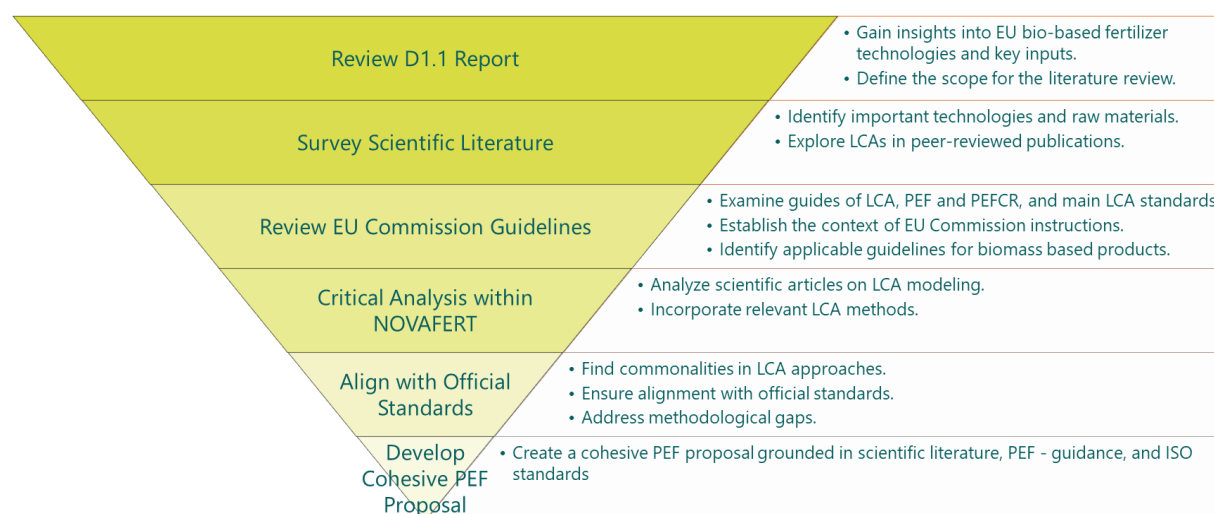 Review D1.1 Report
• Gain insights into EU bio-based fertilizer
technologies and key inputs.
• Define the scope for the literature review.
Survey Scientific Literature
• Identify important technologies and raw materials.
• Explore LCAs in peer-reviewed publications.
Review EU Commission Guidelines
• Examine guides of LCA, PEF and PEFCR, and main LCA standards
• Establish the context of EU Commission instructions.
• Identify applicable guidelines for biomass based products.
Critical Analysis within
NOVAFERT
• Analyze scientific articles on LCA modeling.
• Incorporate relevant LCA methods.
Align with Official
Standards
• Find commonalities in LCA approaches.
• Ensure alignment with official standards.
• Address methodological gaps.
Develop
Cohesive PEF
Proposal
• Create a cohesive PEF proposal grounded in scientific literature, PEF - guidance, and ISO
standards